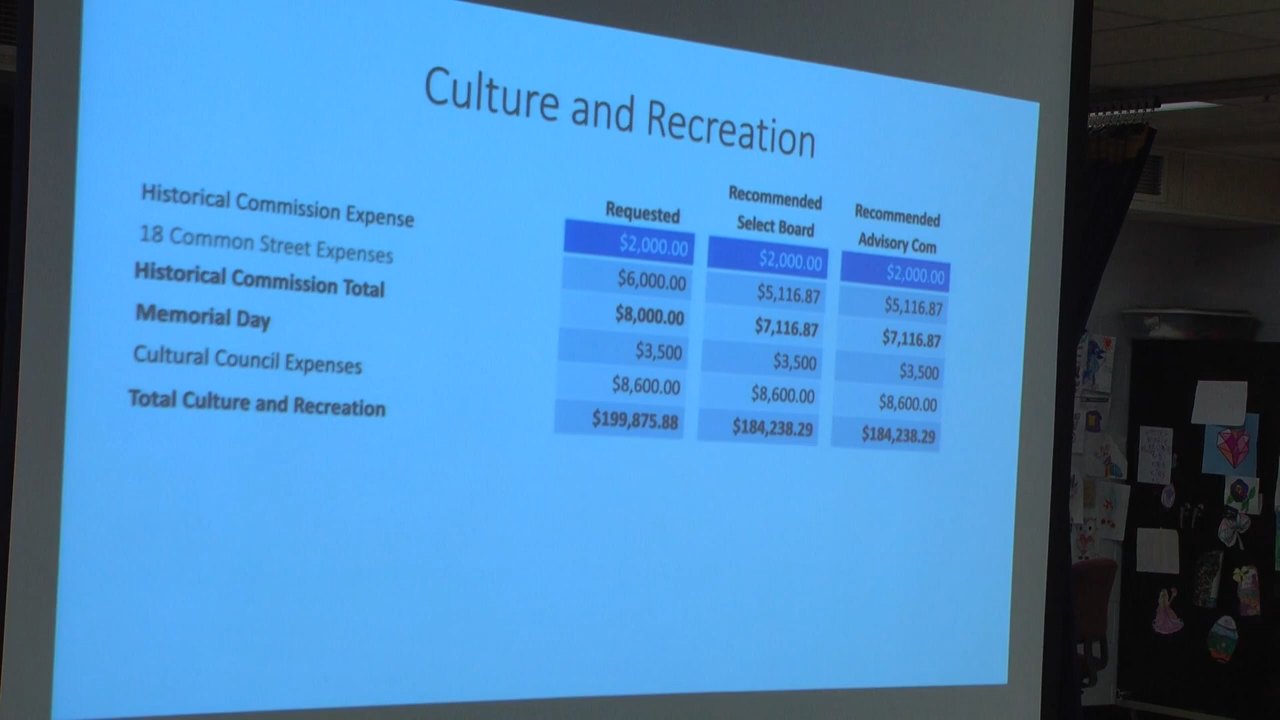 Culture and Recreation
Requested
Recommended
Select Board
Recommended
Advisory Com
Historical Commission Expense $2,000.00 $2,000.00 $2,000.00
18 Common Street Expenses $6,000.00 $5,116.87 $5,116.87
Historical Commission Total $8,000.00 $7,116.87 $7,116.87
Memorial Day $3,500 $3,500 $3,500
Cultural Council Expenses $8,600.00 $8,600.00 $8,600.00
Total Culture and Recreation $199,875.88 $184,238.29 $184,238.29